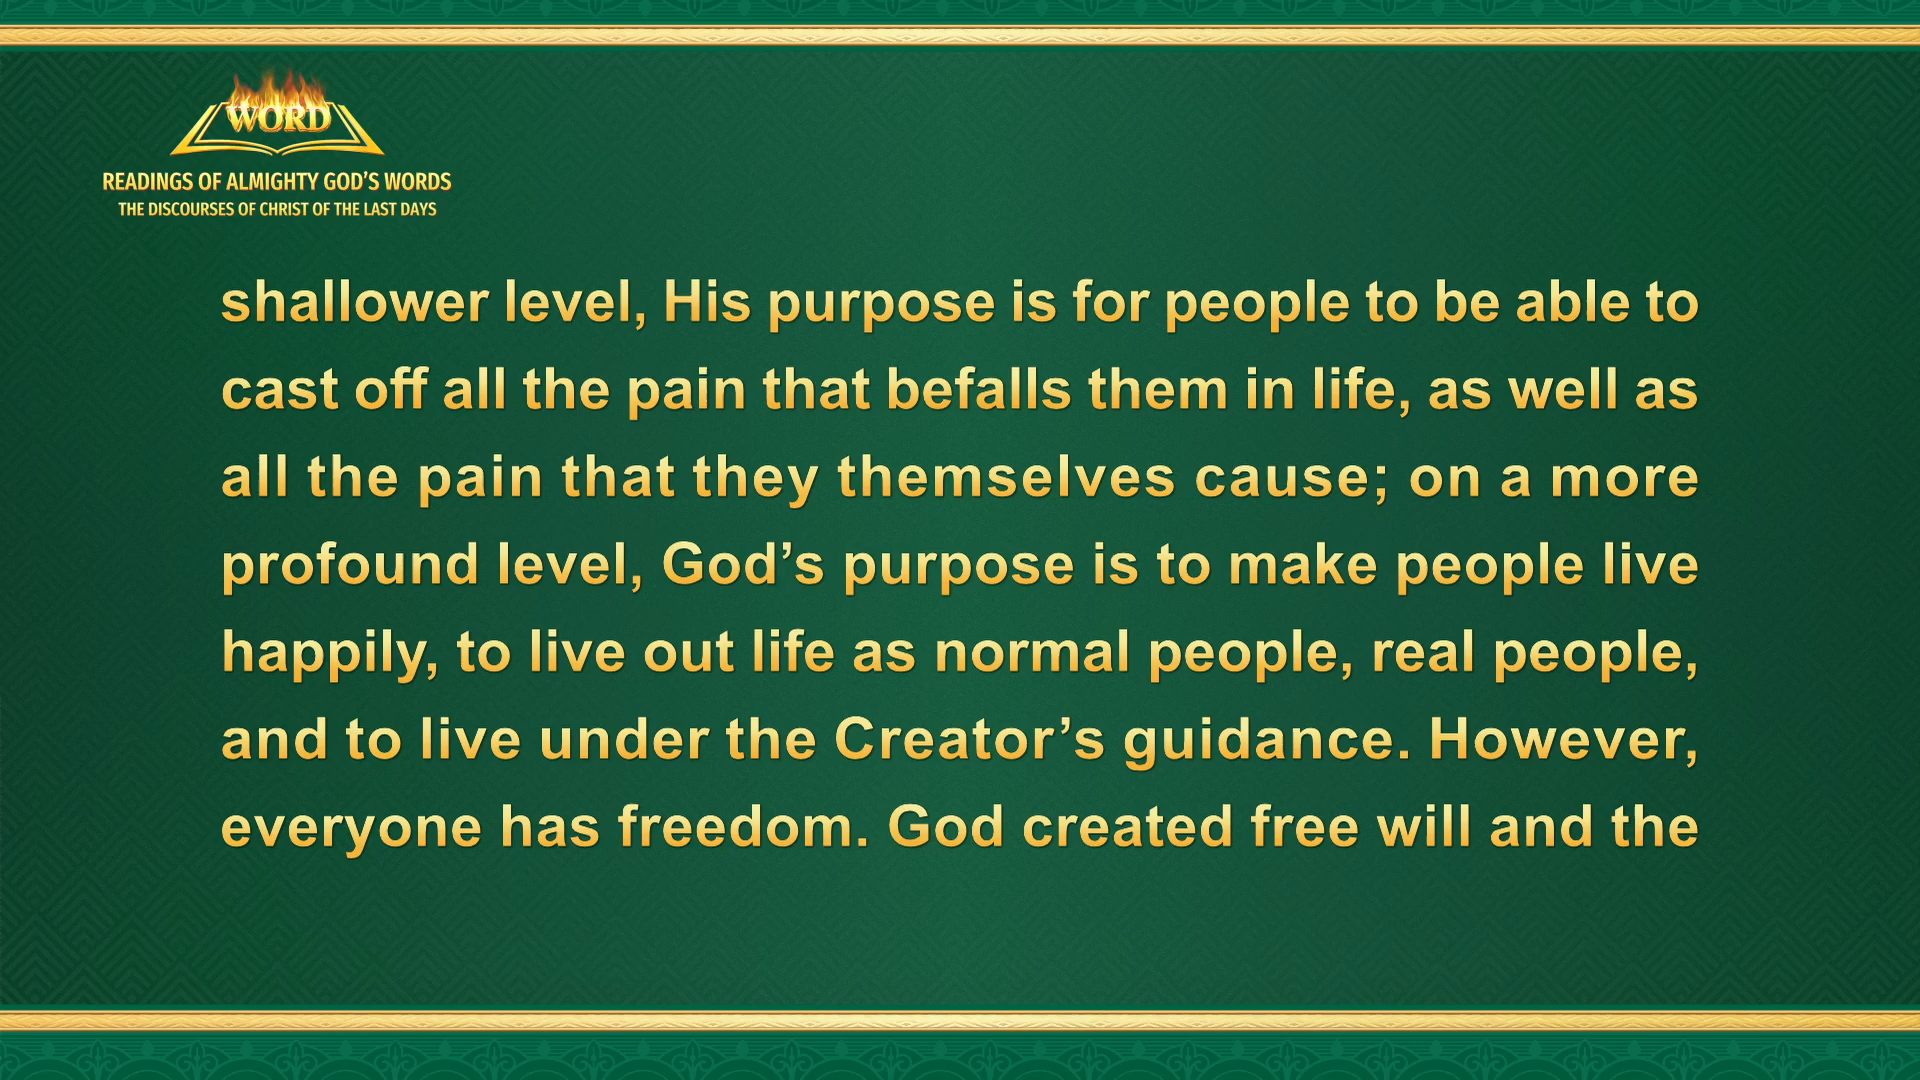 WORD
READINGS OF ALMIGHTY GOD’S WORDS
THE DISCOURSES OF CHRIST OF THE LAST DAYS
shallower level, His purpose is for people to be able to
cast off all the pain that befalls them in life, as well as
all the pain that they themselves cause; on a more
profound level, God’s purpose is to make people live
happily, to live out life as normal people, real people,
and to live under the Creator’s guidance. However,
everyone has freedom. God created free will and the